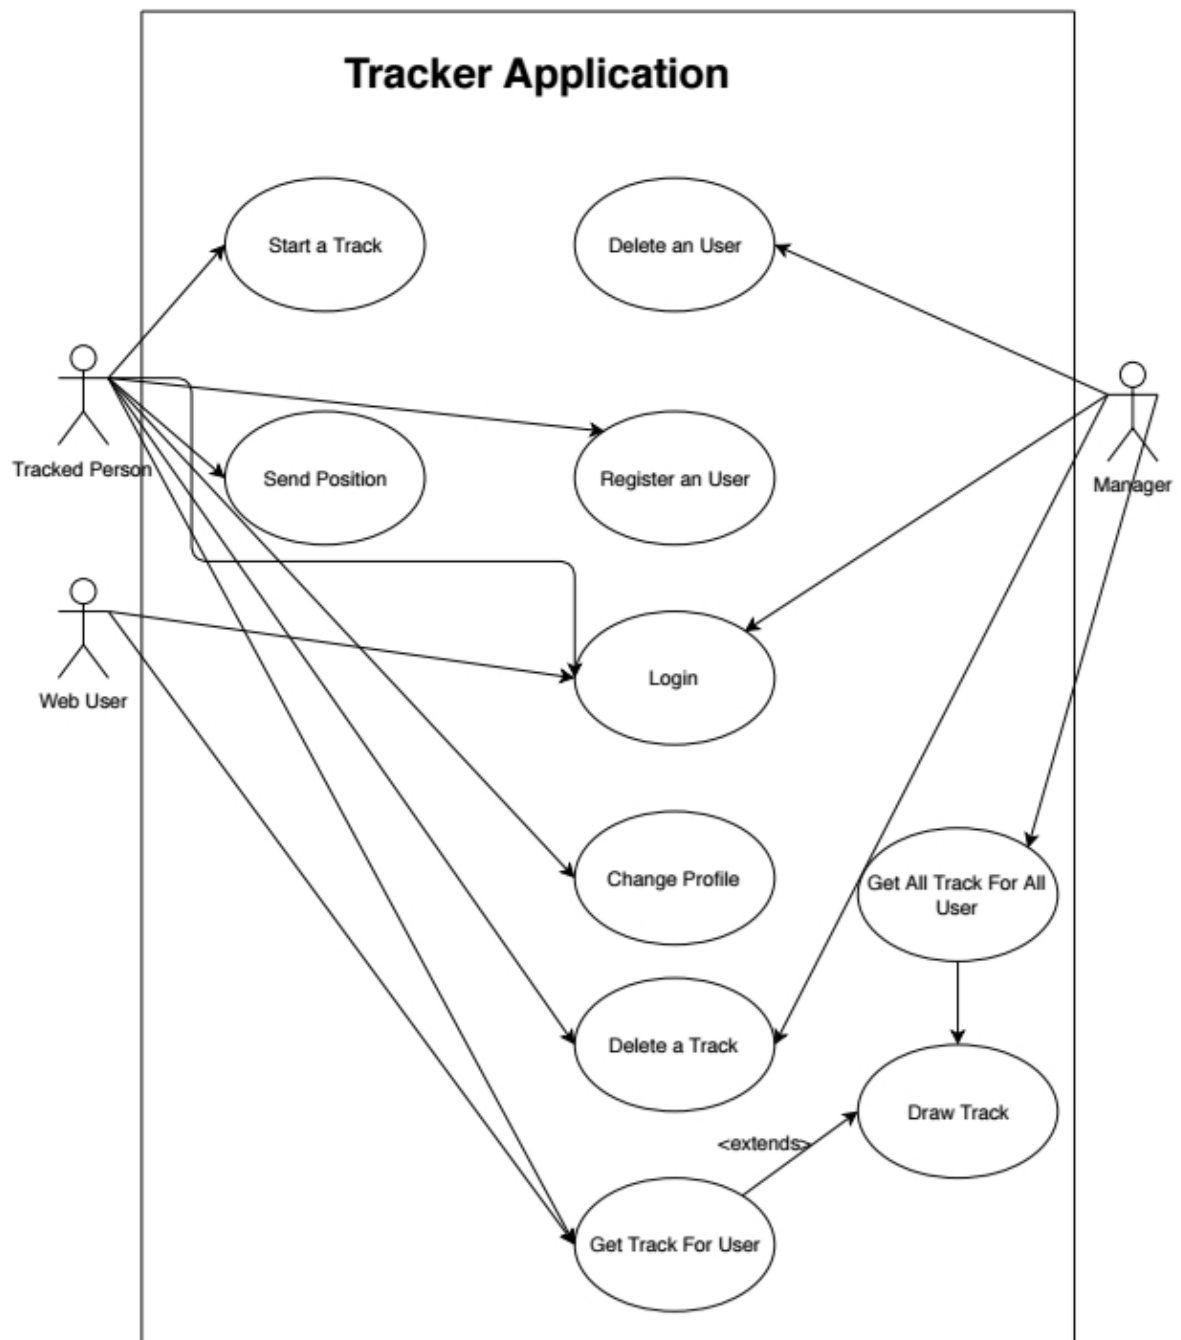 Tracker Application
Start a Track
Delete an User
Tracked Person
Send Position
Register an User
Manager
Web User
Login
Change Profile
Get All Track For All
User
Delete a Track
Draw Track
<extends>
Get Track For User